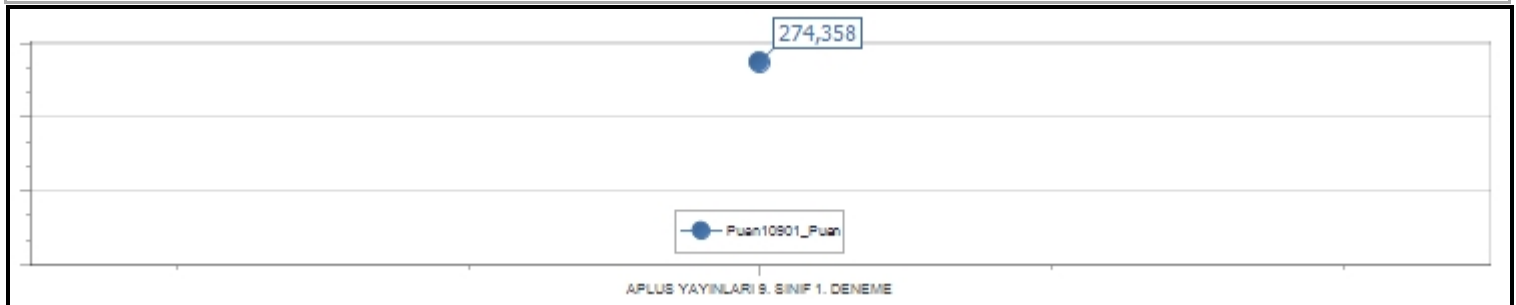 274,358
Puan10901_Puan
APLUS YAYINLARI 9. SINIF 1. DENEME